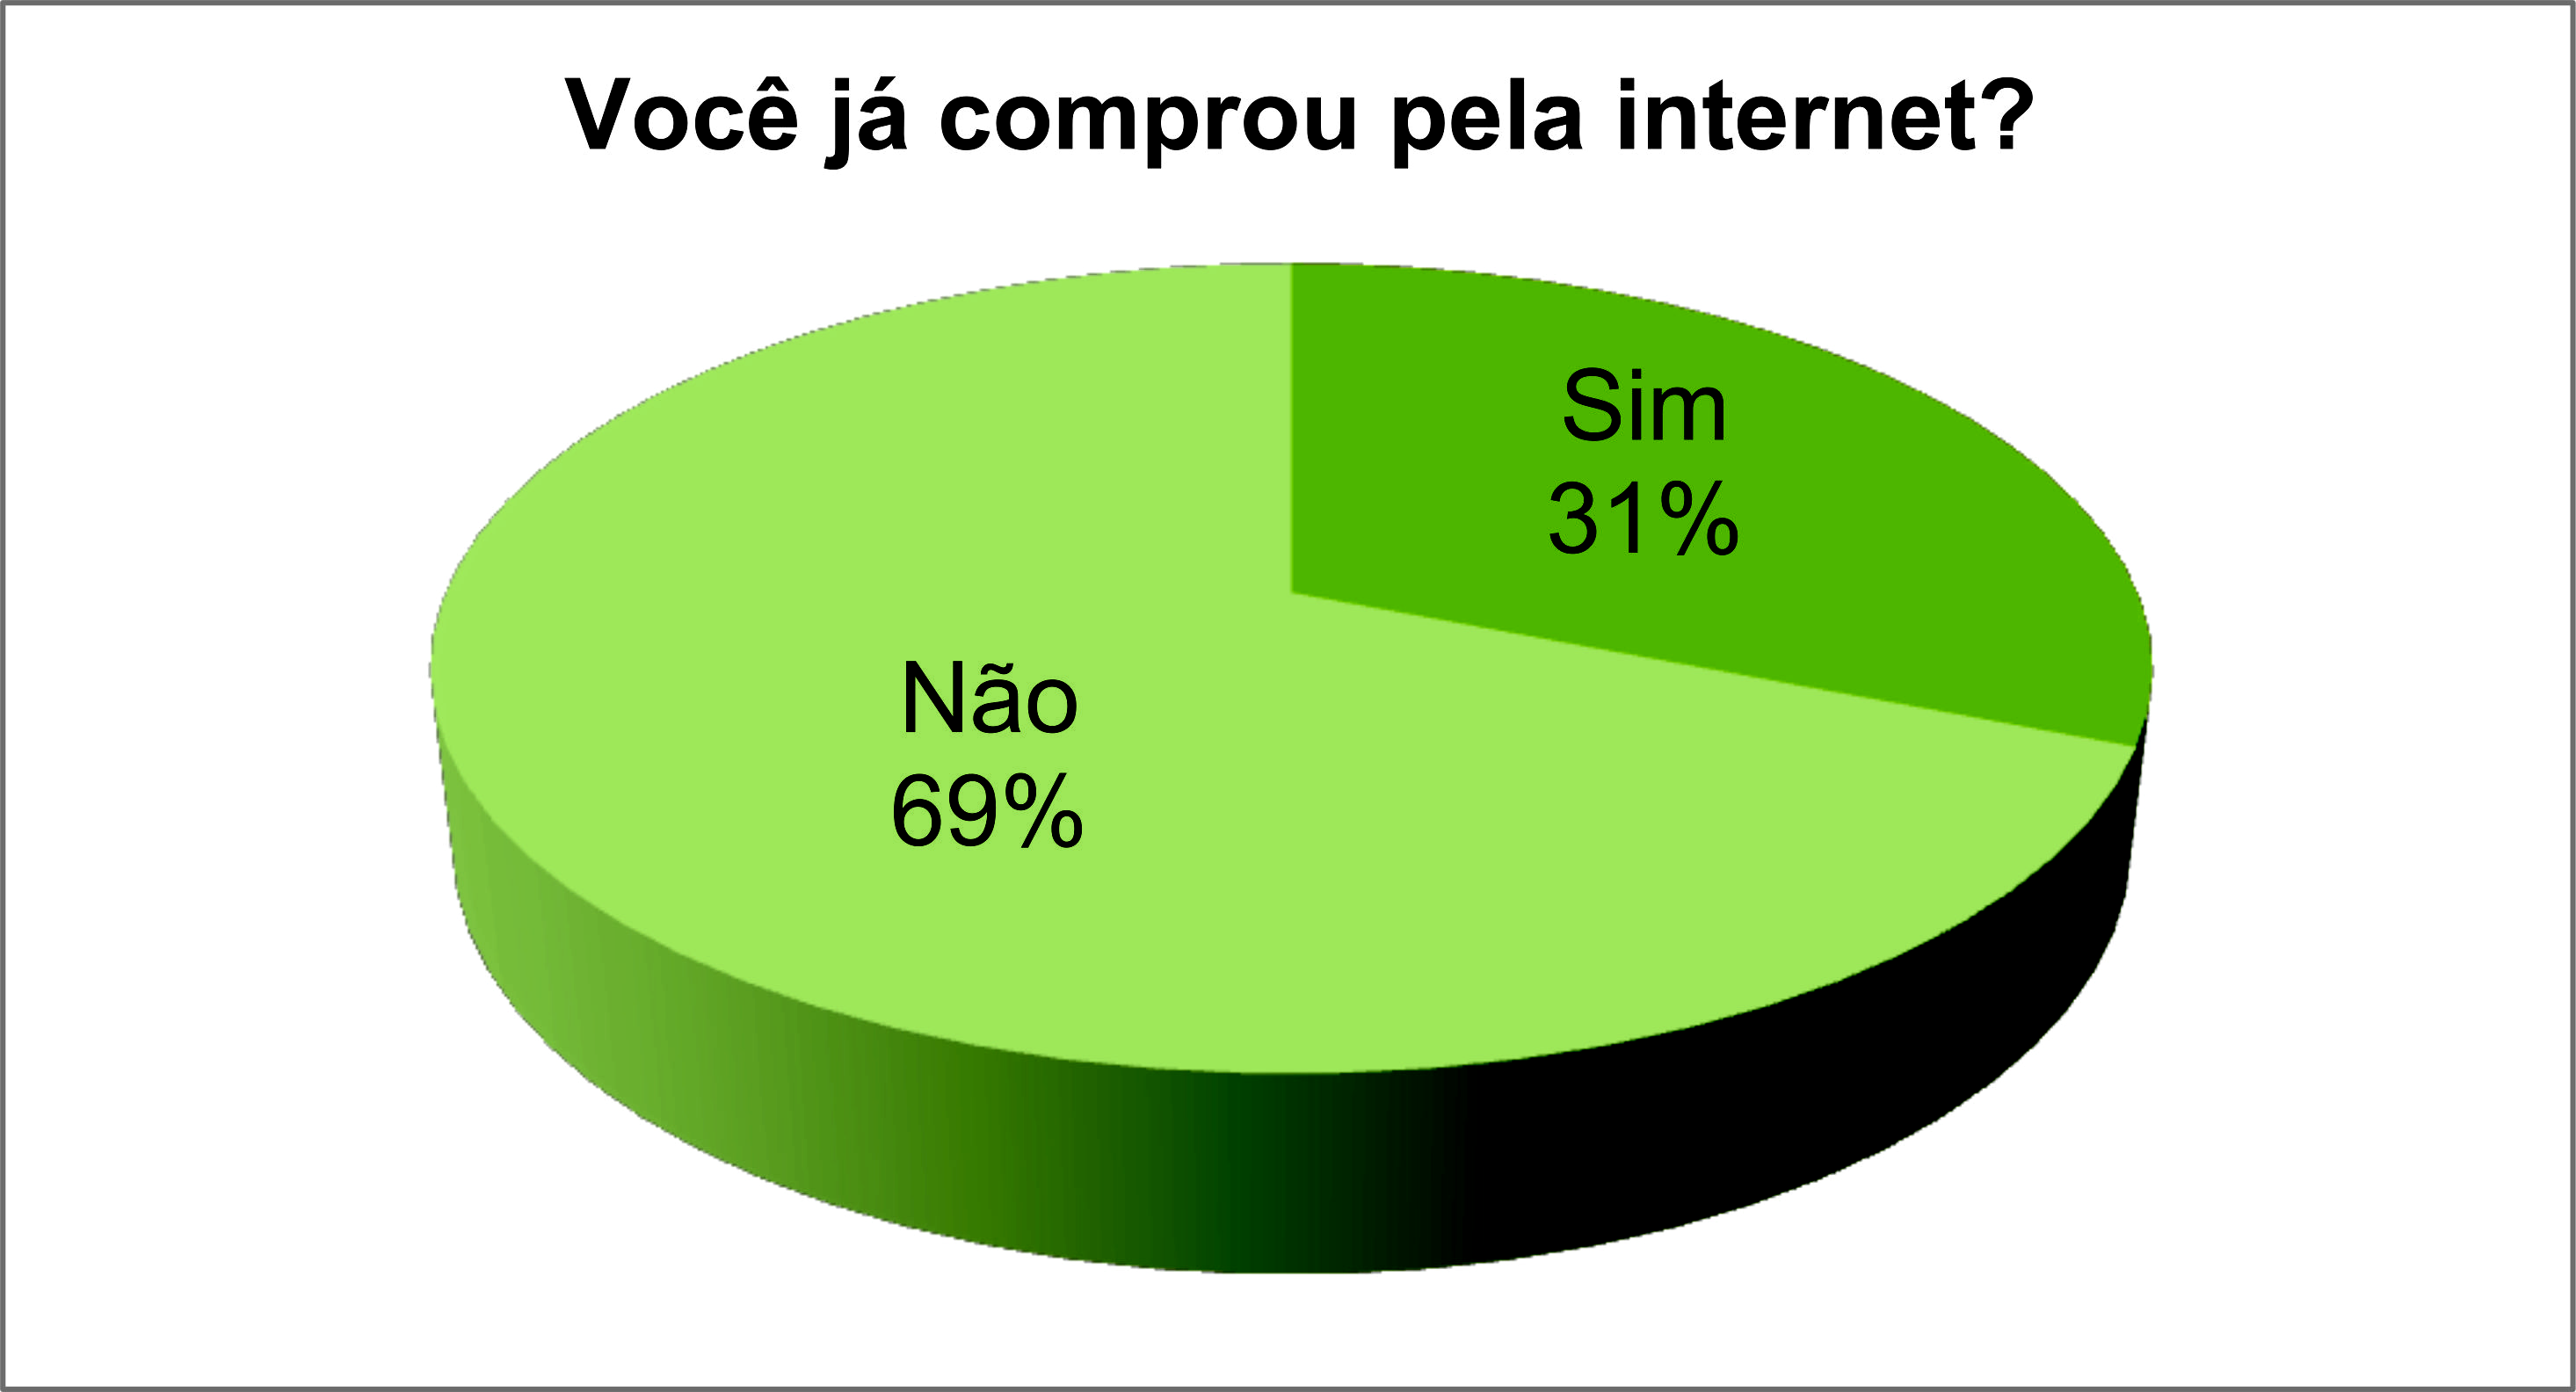 Você já comprou pela internet?
Sim
31%
Não
69%